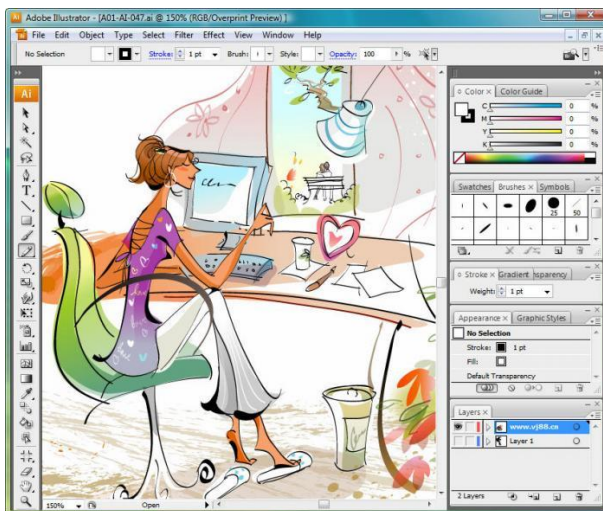 Adobe Illustrator - [A01-AI-047.ai @ 150% (RGB/Overprint Preview) ]
File Edit Object Type Select Filter Effect View Window Help
No Selection Stroke: 1 pt Brush: Style: Opacity: 100 %
Ai
Color × Color Guide
C 0 %
M 0 %
Y 0 %
K 0 %
Swatches Brushes × Symbols
25 50
Stroke × Gradient
Weight: 1 pt
Appearance × Graphic Styles
No Selection
Stroke: 1 pt
Fill:
Default Transparency
Layers ×
www.vj88.cn
Layer 1
2 Layers
150% Open